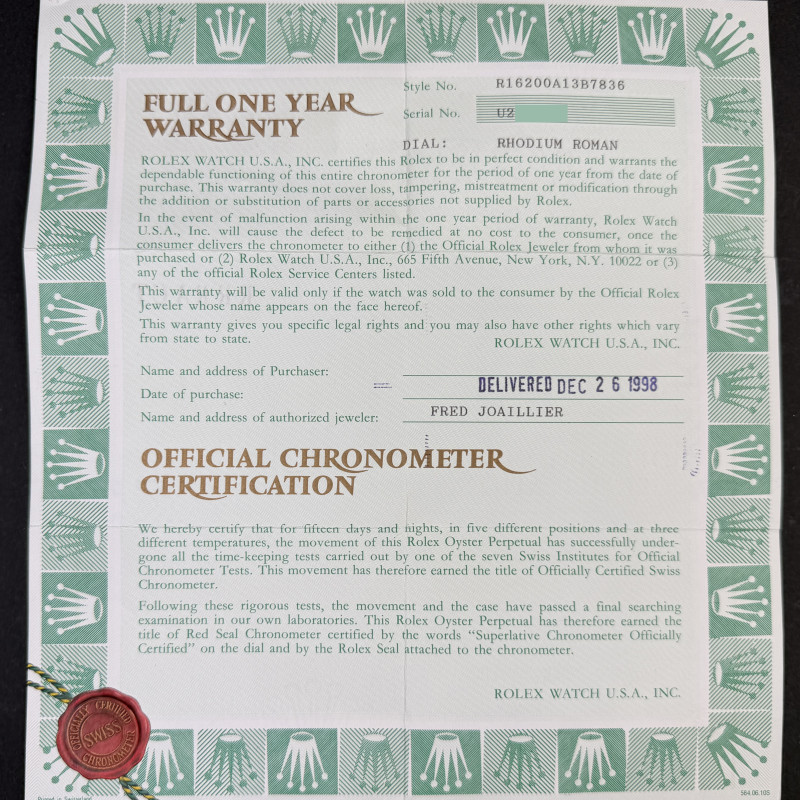 Style No. R16200A13B7836
FULL ONE YEAR
WARRANTY
Serial No. U2
DIAL: RHODIUM ROMAN
ROLEX WATCH U.S.A., INC. certifies this Rolex to be in perfect condition and warrants the
dependable functioning of this entire chronometer for the period of one year from the date of
purchase. This warranty does not cover loss, tampering, mistreatment or modification through
the addition or substitution of parts or accessories not supplied by Rolex.
In the event of malfunction arising within the one year period of warranty, Rolex Watch
U.S.A., Inc. will cause the defect to be remedied at no cost to the consumer, once the
consumer delivers the chronometer to either (1) the Official Rolex Jeweler from whom it was
purchased or (2) Rolex Watch U.S.A., Inc., 665 Fifth Avenue, New York, N.Y. 10022 or (3)
any of the official Rolex Service Centers listed.
This warranty will be valid only if the watch was sold to the consumer by the Official Rolex
Jeweler whose name appears on the face hereof.
This warranty gives you specific legal rights and you may also have other rights which vary
from state to state.
ROLEX WATCH U.S.A., INC.
Name and address of Purchaser:
Date of purchase: DELIVERED DEC 26 1998
Name and address of authorized jeweler: FRED JOAILLIER
OFFICIAL CHRONOMETER
CERTIFICATION
We hereby certify that for fifteen days and nights, in five different positions and at three
different temperatures, the movement of this Rolex Oyster Perpetual has successfully under-
gone all the time-keeping tests carried out by one of the seven Swiss Institutes for Official
Chronometer Tests. This movement has therefore earned the title of Officially Certified Swiss
Chronometer.
Following these rigorous tests, the movement and the case have passed a final searching
examination in our own laboratories. This Rolex Oyster Perpetual has therefore earned the
title of Red Seal Chronometer certified by the words “Superlative Chronometer Officially
Certified” on the dial and by the Rolex Seal attached to the chronometer.
ROLEX WATCH U.S.A., INC.
OFFICIALLY CERTIFIED
SWISS
CHRONOMETER
Printed in Switzerland
564.06.105